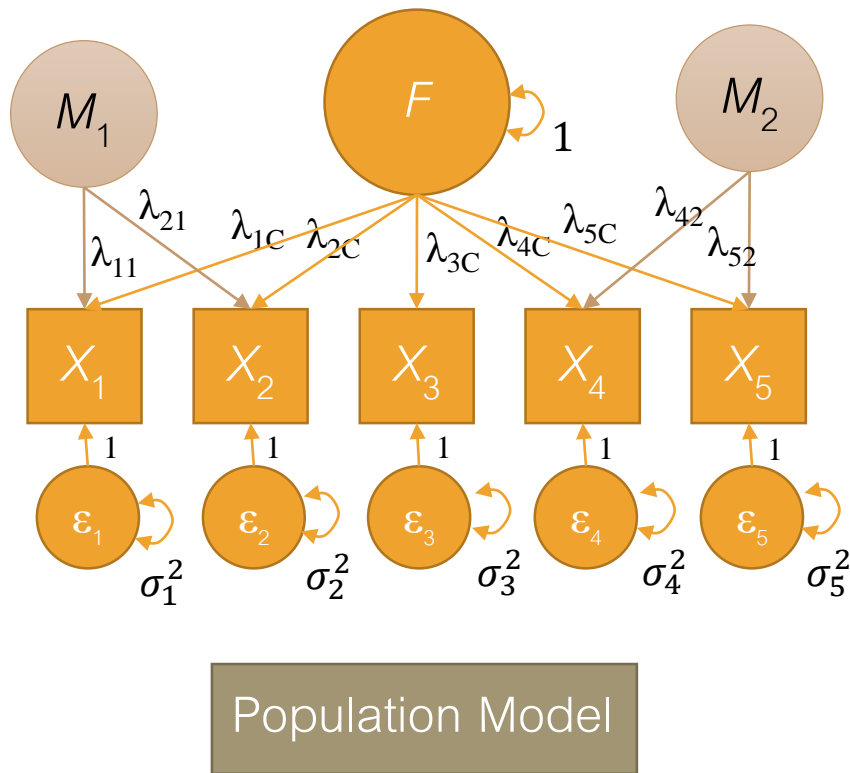 M₁ F M₂
1
λ₁₁ λ₂₁ λ₁C λ₂C λ₃C λ₄C λ₅C λ₄₂ λ₅₂
X₁ X₂ X₃ X₄ X₅
1 1 1 1 1
ε₁ ε₂ ε₃ ε₄ ε₅
σ₁² σ₂² σ₃² σ₄² σ₅²
Population Model